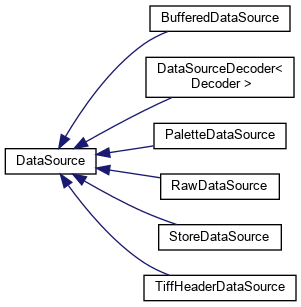 BufferedDataSource
DataSourceDecoder<
Decoder >
PaletteDataSource
DataSource
RawDataSource
StoreDataSource
TiffHeaderDataSource